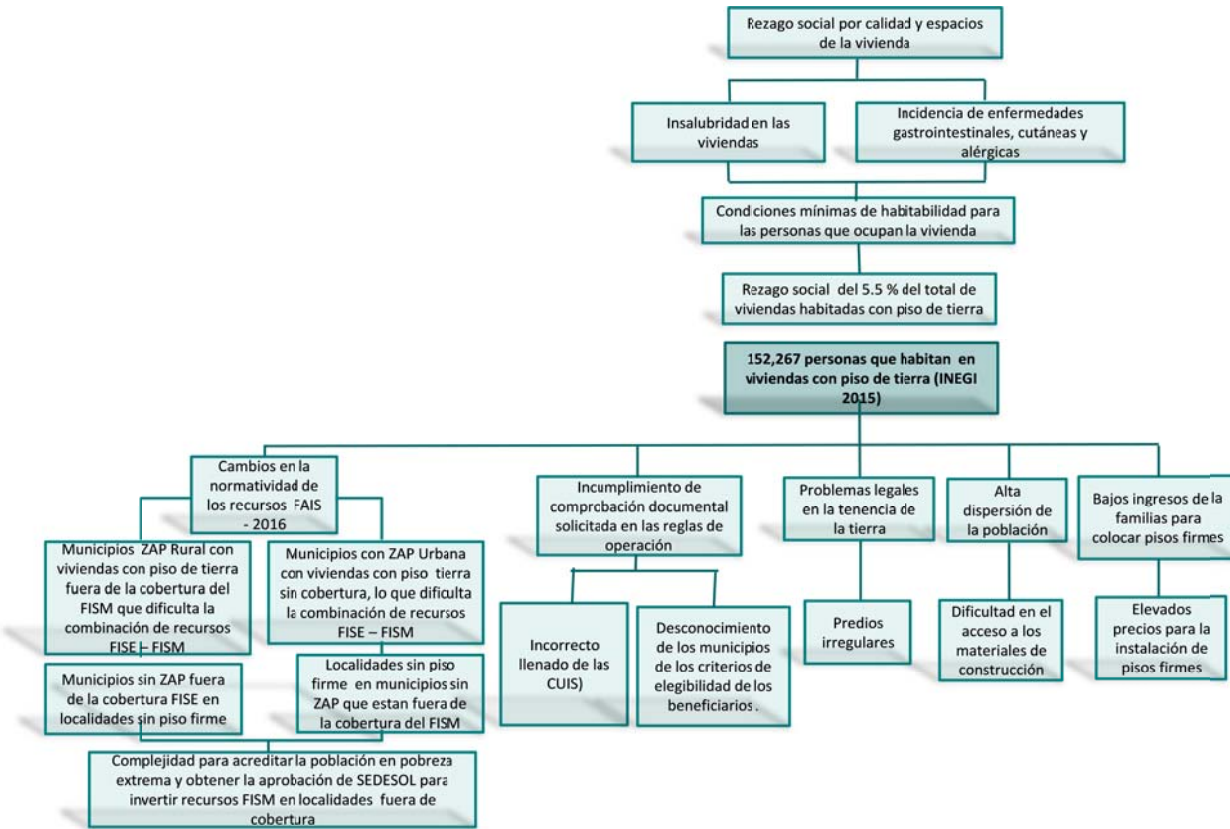 Rezago social por calidad y espacios
de la vivienda
Insalubridad en las
viviendas
Incidencia de enfermedades
gastrointestinales, cutáneas y
alérgicas
Condiciones mínimas de habitabilidad para
las personas que ocupan la vivienda
Rezago social del 5.5 % del total de
viviendas habitadas con piso de tierra
152,267 personas que habitan en
viviendas con piso de tierra (INEGI
2015)
Cambios en la
normatividad de
los recursos FAIS
- 2016
Municipios ZAP Rural con
viviendas con piso de tierra
fuera de la cobertura del
FISM que dificulta la
combinación de recursos
FISE – FISM
Municipios con ZAP Urbana
con viviendas con piso tierra
sin cobertura, lo que dificulta
la combinación de recursos
FISE – FISM
Municipios sin ZAP fuera
de la cobertura FISE en
localidades sin piso firme
Localidades sin piso
firme en municipios sin
ZAP que estan fuera de
la cobertura del FISM
Complejidad para acreditar la población en pobreza
extrema y obtener la aprobación de SEDESOL para
invertir recursos FISM en localidades fuera de
cobertura
Incumplimiento de
comprobación documental
solicitada en las reglas de
operación
Incorrecto
llenado de las
CUIS)
Desconocimiento
de los municipios
de los criterios de
elegibilidad de los
beneficiarios.
Problemas legales
en la tenencia de
la tierra
Predios
irregulares
Alta
dispersión de
la población
Dificultad en el
acceso a los
materiales de
construcción
Bajos ingresos de la
familias para
colocar pisos firmes
Elevados
precios para la
instalación de
pisos firmes